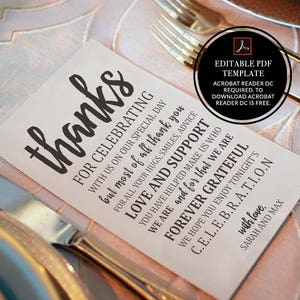 EDITABLE PDF
TEMPLATE
ACROBAT READER DC
REQUIRED. TO
DOWNLOAD ACROBAT
READER DC IS FREE.
thanks
FOR CELEBRATING
WITH US ON OUR SPECIAL DAY
but most of all thank you
FOR ALL YOUR HUGS, SMILES, ADVICE
LOVE AND SUPPORT
YOU HAVE HELPED MAKE US WHO
WE ARE and for that WE ARE
FOREVER GRATEFUL
WE HOPE YOU ENJOY TONIGHT'S
CELEBRATION
with love,
SARAH AND MAX